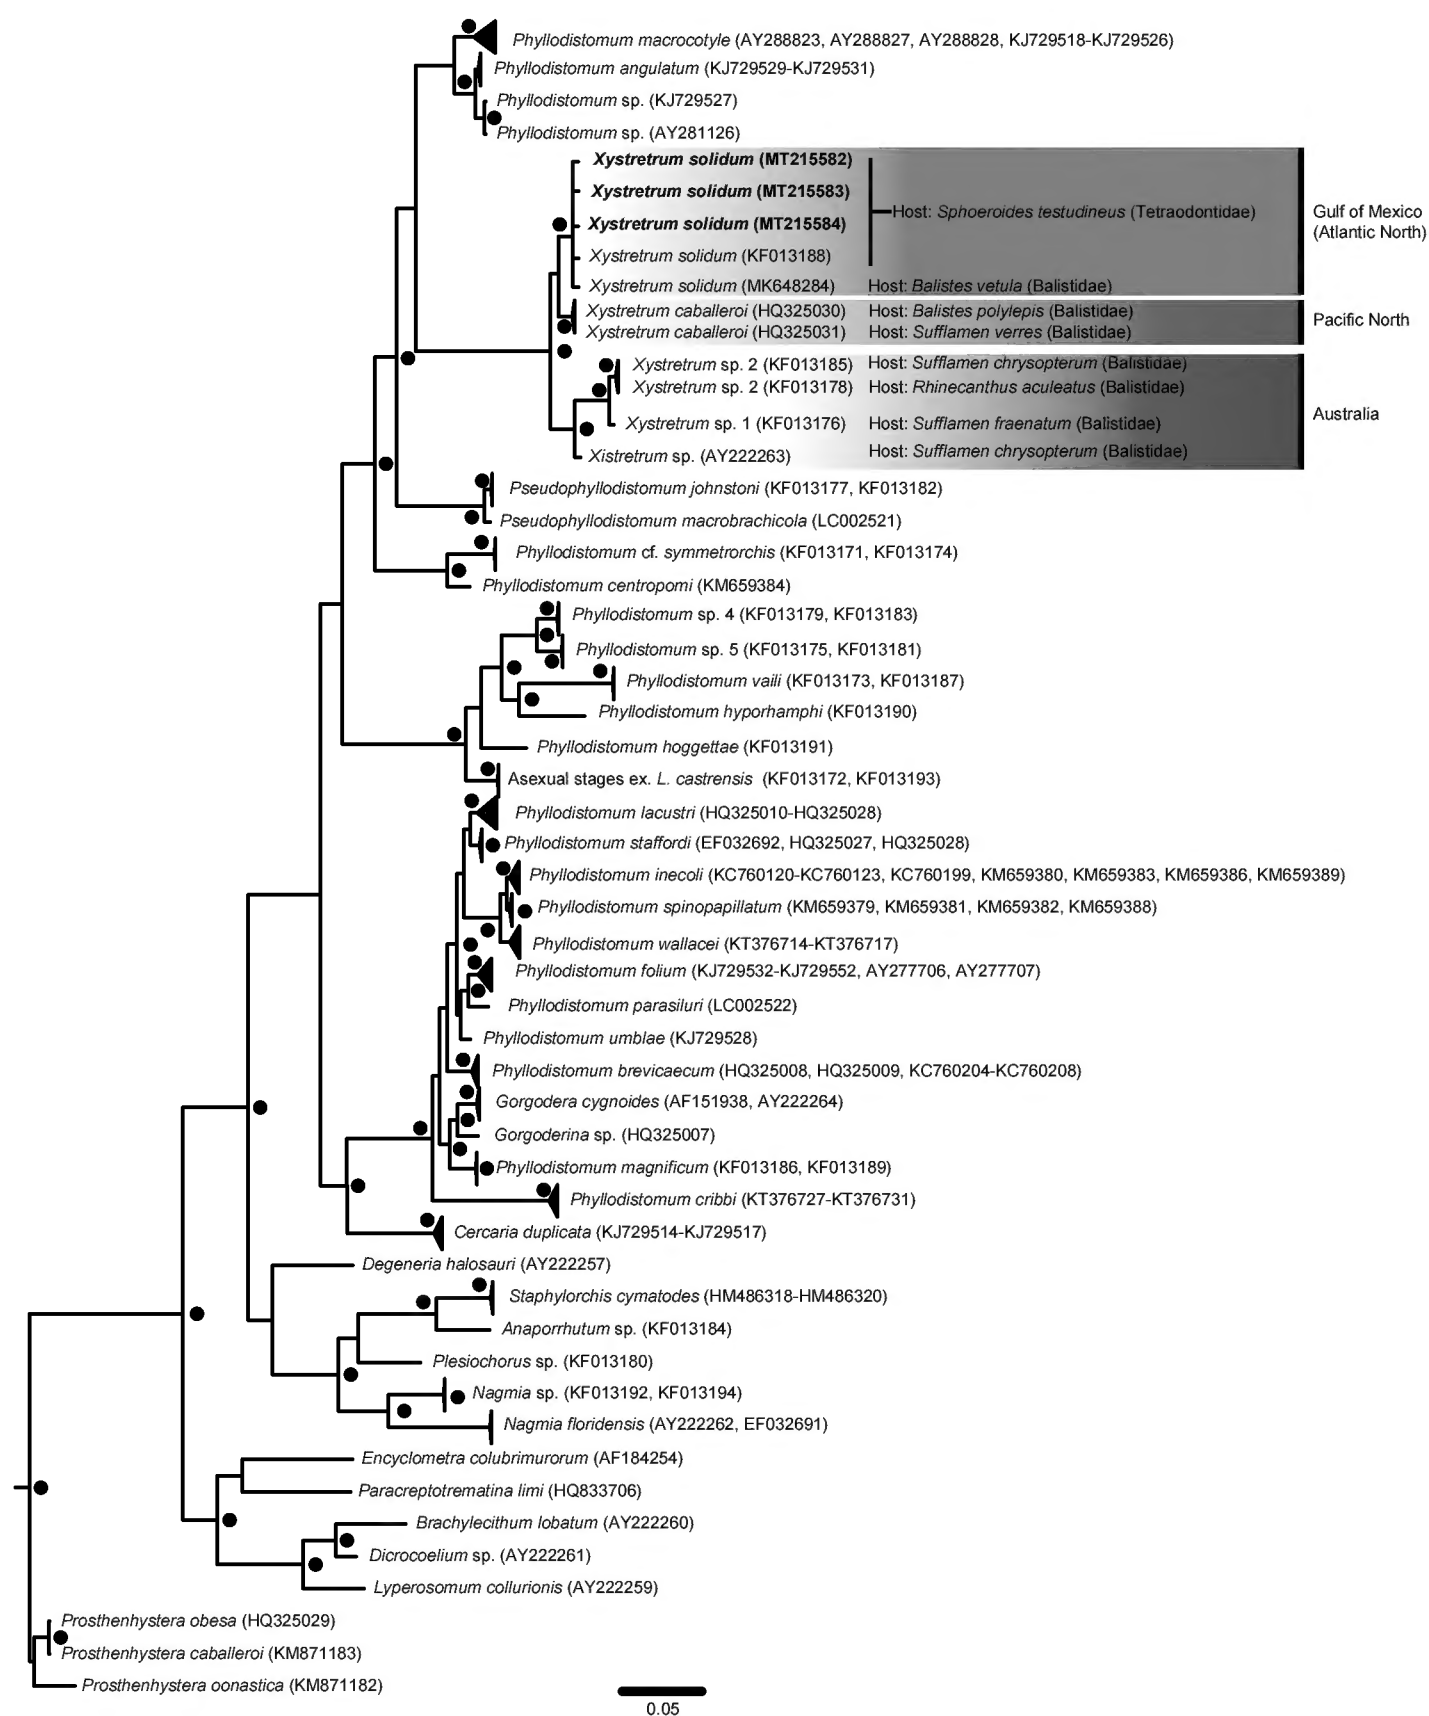 Phyllodistomum macrocotyle (AY288823, AY288827, AY288828, KJ729518-KJ729526)
Phyllodistomum angulatum (KJ729529-KJ729531)
Phyllodistomum sp. (KJ729527)
Phyllodistomum sp. (AY281126)
Xystretrum solidum (MT215582)
Xystretrum solidum (MT215583)
Host: Sphoeroides testudineus (Tetraodontidae)
Gulf of Mexico
(Atlantic North)
Xystretrum solidum (MT215584)
Xystretrum solidum (KF013188)
Xystretrum solidum (MK648284) Host: Balistes vetula (Balistidae)
Xystretrum caballeroi (HQ325030) Host: Balistes polylepis (Balistidae)
Pacific North
Xystretrum caballeroi (HQ325031) Host: Sufflamen verres (Balistidae)
Xystretrum sp. 2 (KF013185) Host: Sufflamen chrysopterum (Balistidae)
Xystretrum sp. 2 (KF013178) Host: Rhinecanthus aculeatus (Balistidae)
Australia
Xystretrum sp. 1 (KF013176) Host: Sufflamen fraenatum (Balistidae)
Xistretrum sp. (AY222263) Host: Sufflamen chrysopterum (Balistidae)
Pseudophyllodistomum johnstoni (KF013177, KF013182)
Pseudophyllodistomum macrobrachicola (LC002521)
Phyllodistomum cf. symmetrorchis (KF013171, KF013174)
Phyllodistomum centropomi (KM659384)
Phyllodistomum sp. 4 (KF013179, KF013183)
Phyllodistomum sp. 5 (KF013175, KF013181)
Phyllodistomum vaili (KF013173, KF013187)
Phyllodistomum hyporhamphi (KF013190)
Phyllodistomum hoggettae (KF013191)
Asexual stages ex. L. castrensis (KF013172, KF013193)
Phyllodistomum lacustri (HQ325010-HQ325028)
Phyllodistomum staffordi (EF032692, HQ325027, HQ325028)
Phyllodistomum inecoli (KC760120-KC760123, KC760199, KM659380, KM659383, KM659386, KM659389)
Phyllodistomum spinopapillatum (KM659379, KM659381, KM659382, KM659388)
Phyllodistomum wallacei (KT376714-KT376717)
Phyllodistomum folium (KJ729532-KJ729552, AY277706, AY277707)
Phyllodistomum parasiluri (LC002522)
Phyllodistomum umblae (KJ729528)
Phyllodistomum brevicaecum (HQ325008, HQ325009, KC760204-KC760208)
Gorgodera cygnoides (AF151938, AY222264)
Gorgoderina sp. (HQ325007)
Phyllodistomum magnificum (KF013186, KF013189)
Phyllodistomum cribbi (KT376727-KT376731)
Cercaria duplicata (KJ729514-KJ729517)
Degeneria halosauri (AY222257)
Staphylorchis cymatodes (HM486318-HM486320)
Anaporrhutum sp. (KF013184)
Plesiochorus sp. (KF013180)
Nagmia sp. (KF013192, KF013194)
Nagmia floridensis (AY222262, EF032691)
Encyclometra colubrimurorum (AF184254)
Paracreptotrematina limi (HQ833706)
Brachylecithum lobatum (AY222260)
Dicrocoelium sp. (AY222261)
Lyperosomum collurionis (AY222259)
Prosthenhystera obesa (HQ325029)
Prosthenhystera caballeroi (KM871183)
Prosthenhystera oonastica (KM871182)
0.05